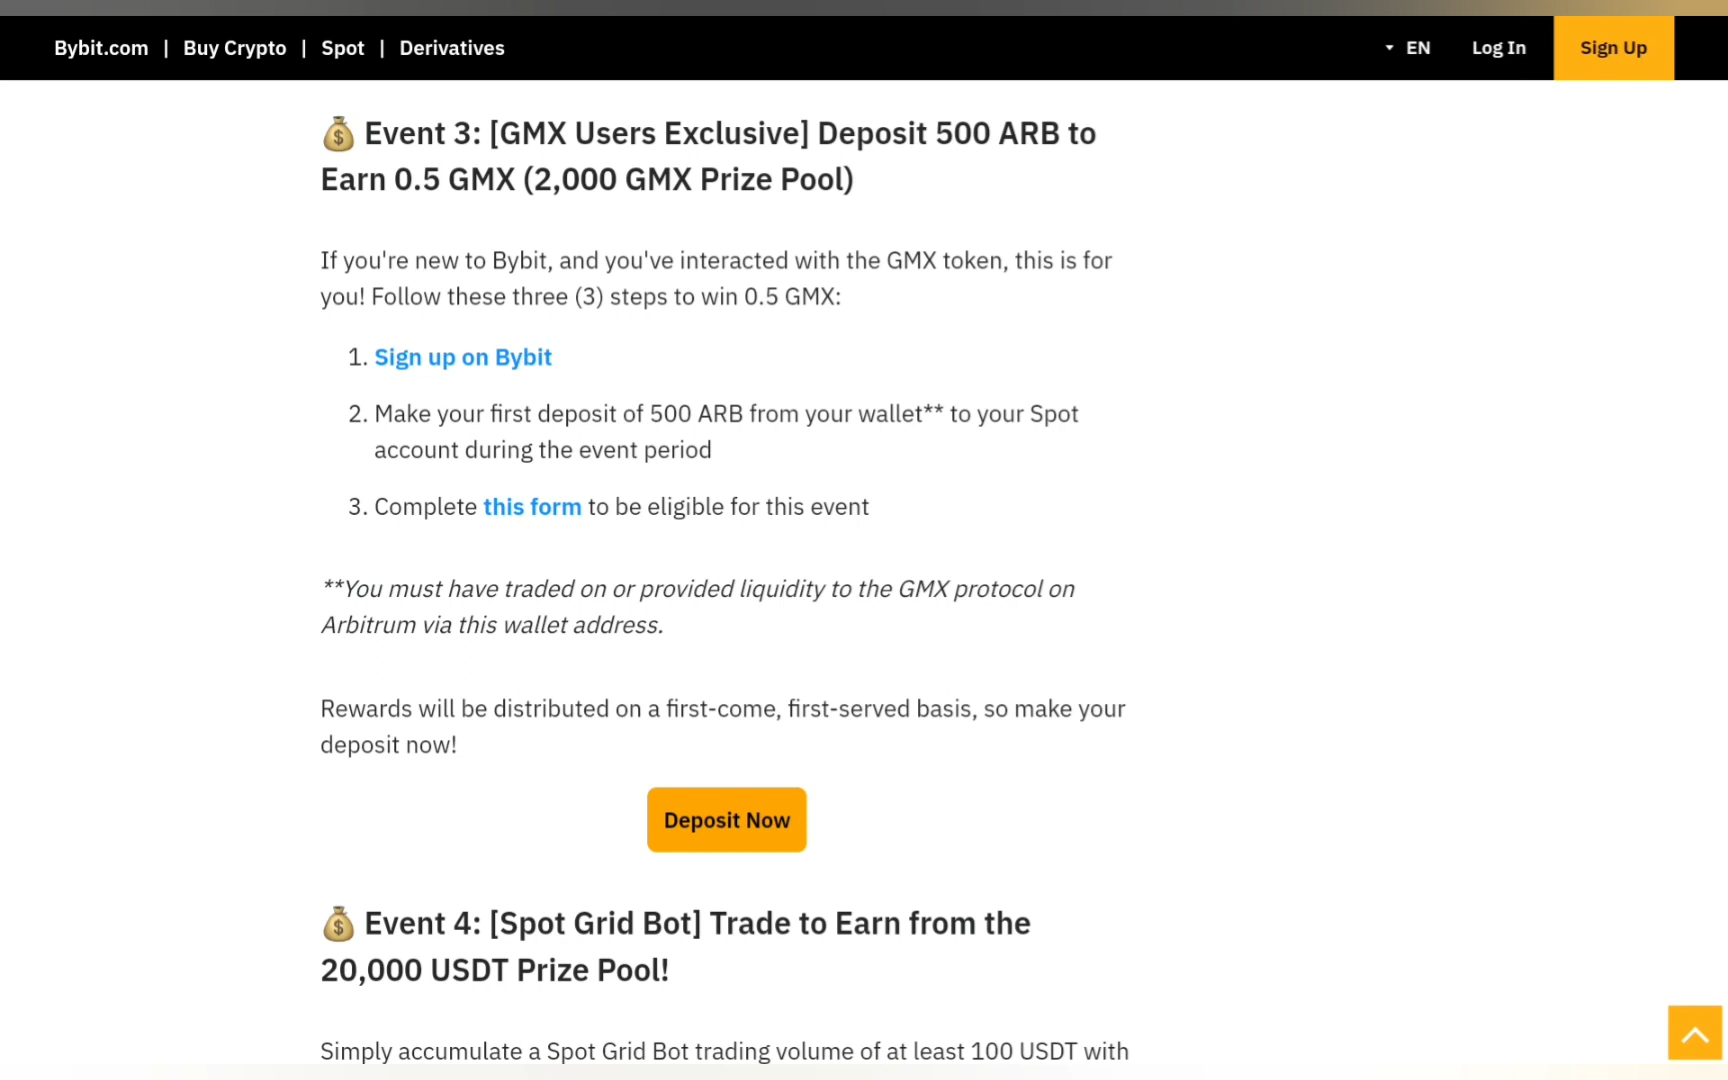 Bybit.com | Buy Crypto | Spot | Derivatives EN Log In Sign Up
Event 3: [GMX Users Exclusive] Deposit 500 ARB to
Earn 0.5 GMX (2,000 GMX Prize Pool)
If you're new to Bybit, and you've interacted with the GMX token, this is for
you! Follow these three (3) steps to win 0.5 GMX:
1. Sign up on Bybit
2. Make your first deposit of 500 ARB from your wallet** to your Spot
account during the event period
3. Complete this form to be eligible for this event
**You must have traded on or provided liquidity to the GMX protocol on
Arbitrum via this wallet address.
Rewards will be distributed on a first-come, first-served basis, so make your
deposit now!
Deposit Now
Event 4: [Spot Grid Bot] Trade to Earn from the
20,000 USDT Prize Pool!
Simply accumulate a Spot Grid Bot trading volume of at least 100 USDT with